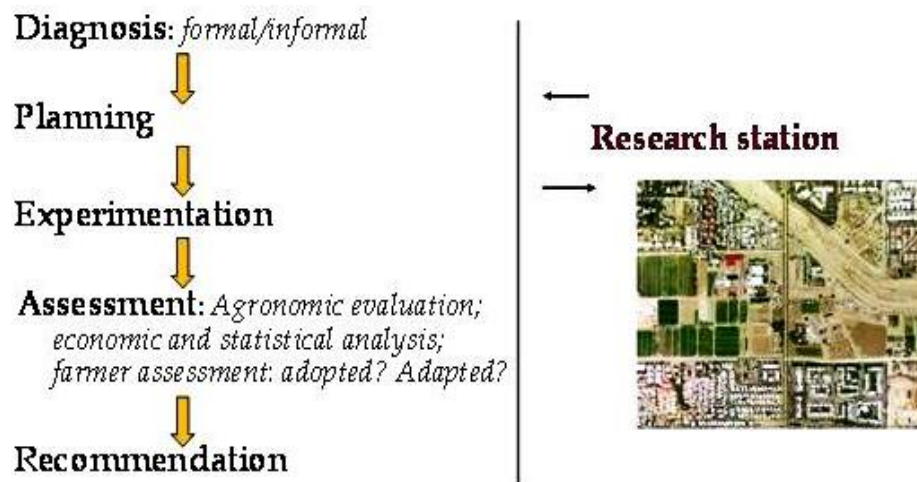 Diagnosis: formal/informal
Planning
Experimentation
Assessment: Agronomic evaluation;
economic and statistical analysis;
farmer assessment: adopted? Adapted?
Recommendation
Research station